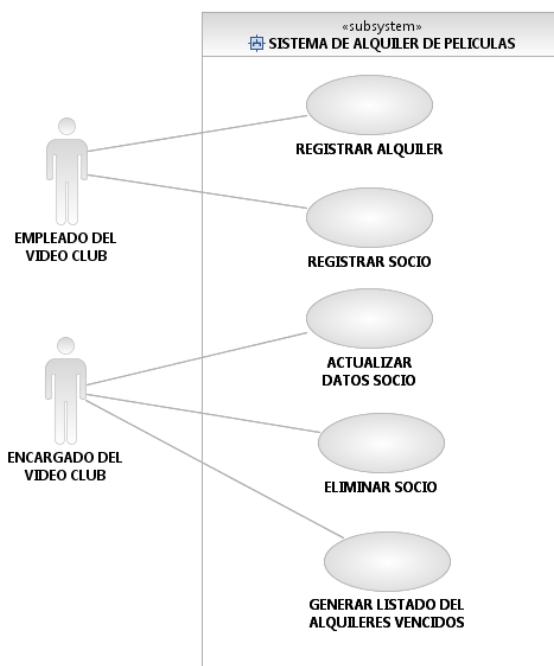 «subsystem»
SISTEMA DE ALQUILER DE PELICULAS
REGISTRAR ALQUILER
EMPLEADO DEL
VIDEO CLUB
REGISTRAR SOCIO
ACTUALIZAR
DATOS SOCIO
ENCARGADO DEL
VIDEO CLUB
ELIMINAR SOCIO
GENERAR LISTADO DEL
ALQUILERES VENCIDOS